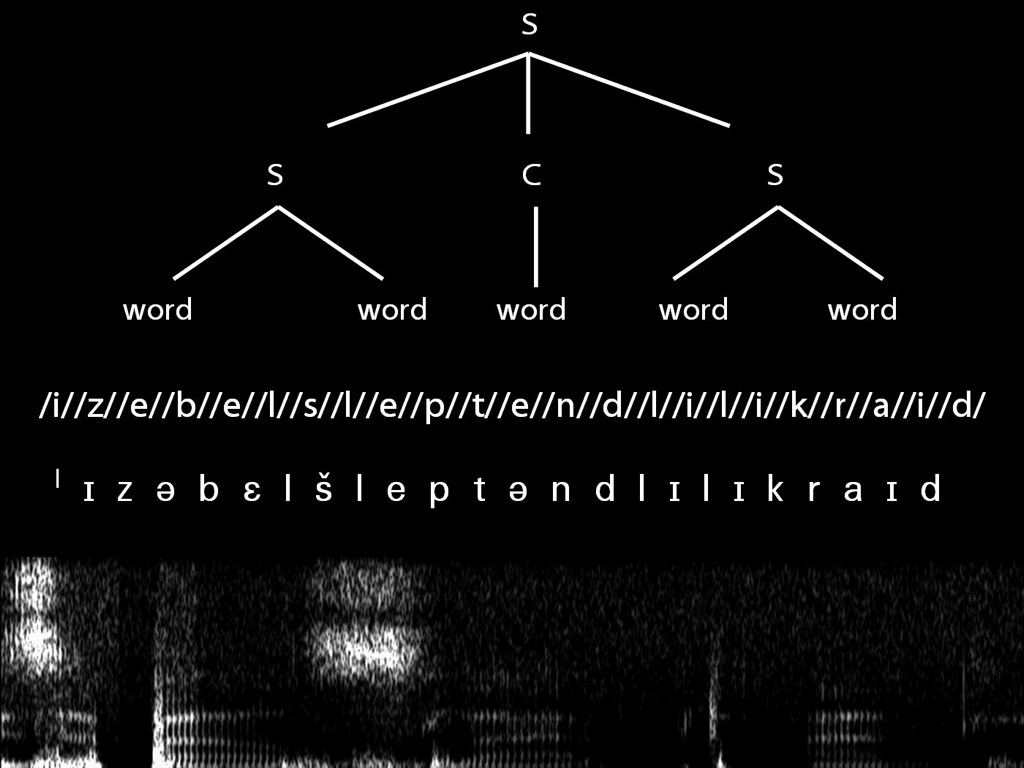 S
S C S
word word word word word
/i//z//e//b//e//l//s//l//e//p//t//e//n//d//l//i//l//i//k//r//a//i//d/
ˈ ɪ z ə b ɛ l š l e p t ə n d l ɪ l ɪ k r a ɪ d